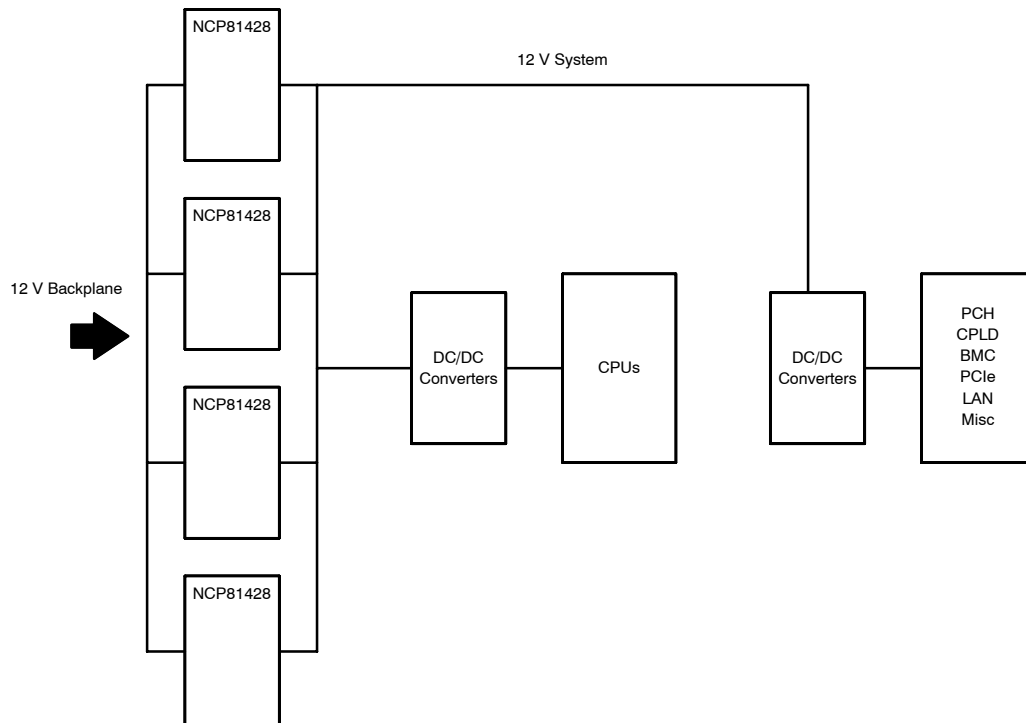 NCP81428
12 V System
NCP81428
12 V Backplane
DC/DC
Converters
CPUs
DC/DC
Converters
PCH
CPLD
BMC
PCIe
LAN
Misc
NCP81428
NCP81428